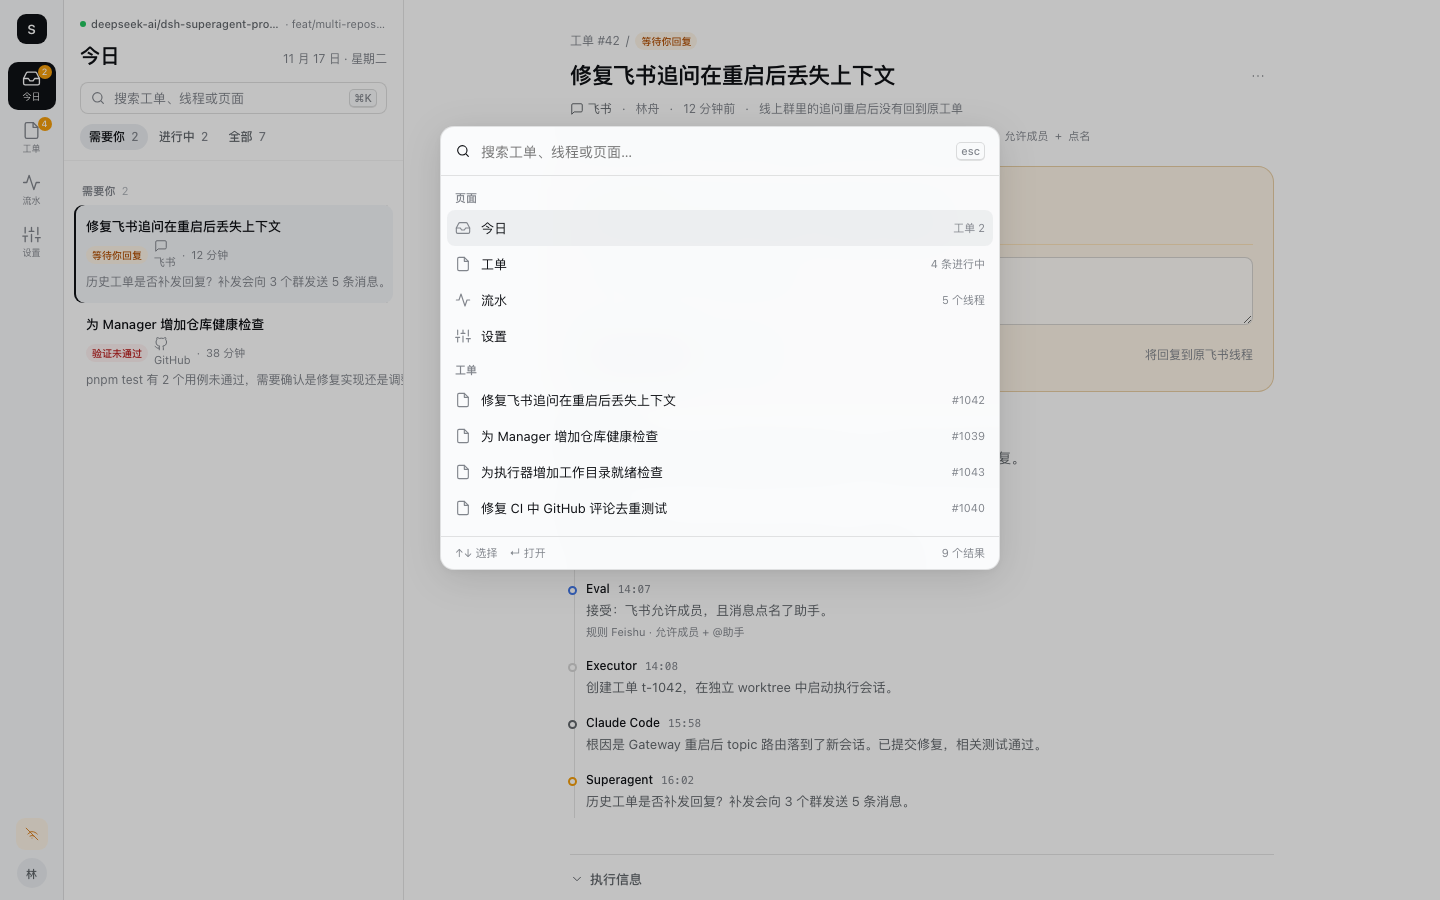 S
2
今日
4
工单
流水
设置
林
deepseek-ai/dsh-superagent-pro... · feat/multi-repos...
今日
11 月 17 日 · 星期二
搜索工单、线程或页面
⌘K
需要你 2
进行中 2
全部 7
需要你 2
修复飞书追问在重启后丢失上下文
等待你回复
飞书
· 12 分钟
历史工单是否补发回复？补发会向 3 个群发送 5 条消息。
为 Manager 增加仓库健康检查
验证未通过
GitHub
· 38 分钟
pnpm test 有 2 个用例未通过，需要确认是修复实现还是调
工单 #42 / 等待你回复
修复飞书追问在重启后丢失上下文
...
飞书 · 林舟 · 12 分钟前 · 线上群里的追问重启后没有回到原工单
允许成员 + 点名
搜索工单、线程或页面...
esc
页面
今日
工单 2
工单
4 条进行中
流水
5 个线程
设置
工单
修复飞书追问在重启后丢失上下文
#1042
为 Manager 增加仓库健康检查
#1039
为执行器增加工作目录就绪检查
#1043
修复 CI 中 GitHub 评论去重测试
#1040
↑↓ 选择 ↵ 打开
9 个结果
将回复到原飞书线程
复。
Eval 14:07
接受：飞书允许成员，且消息点名了助手。
规则 Feishu · 允许成员 + @助手
Executor 14:08
创建工单 t-1042，在独立 worktree 中启动执行会话。
Claude Code 15:58
根因是 Gateway 重启后 topic 路由落到了新会话。已提交修复，相关测试通过。
Superagent 16:02
历史工单是否补发回复？补发会向 3 个群发送 5 条消息。
执行信息